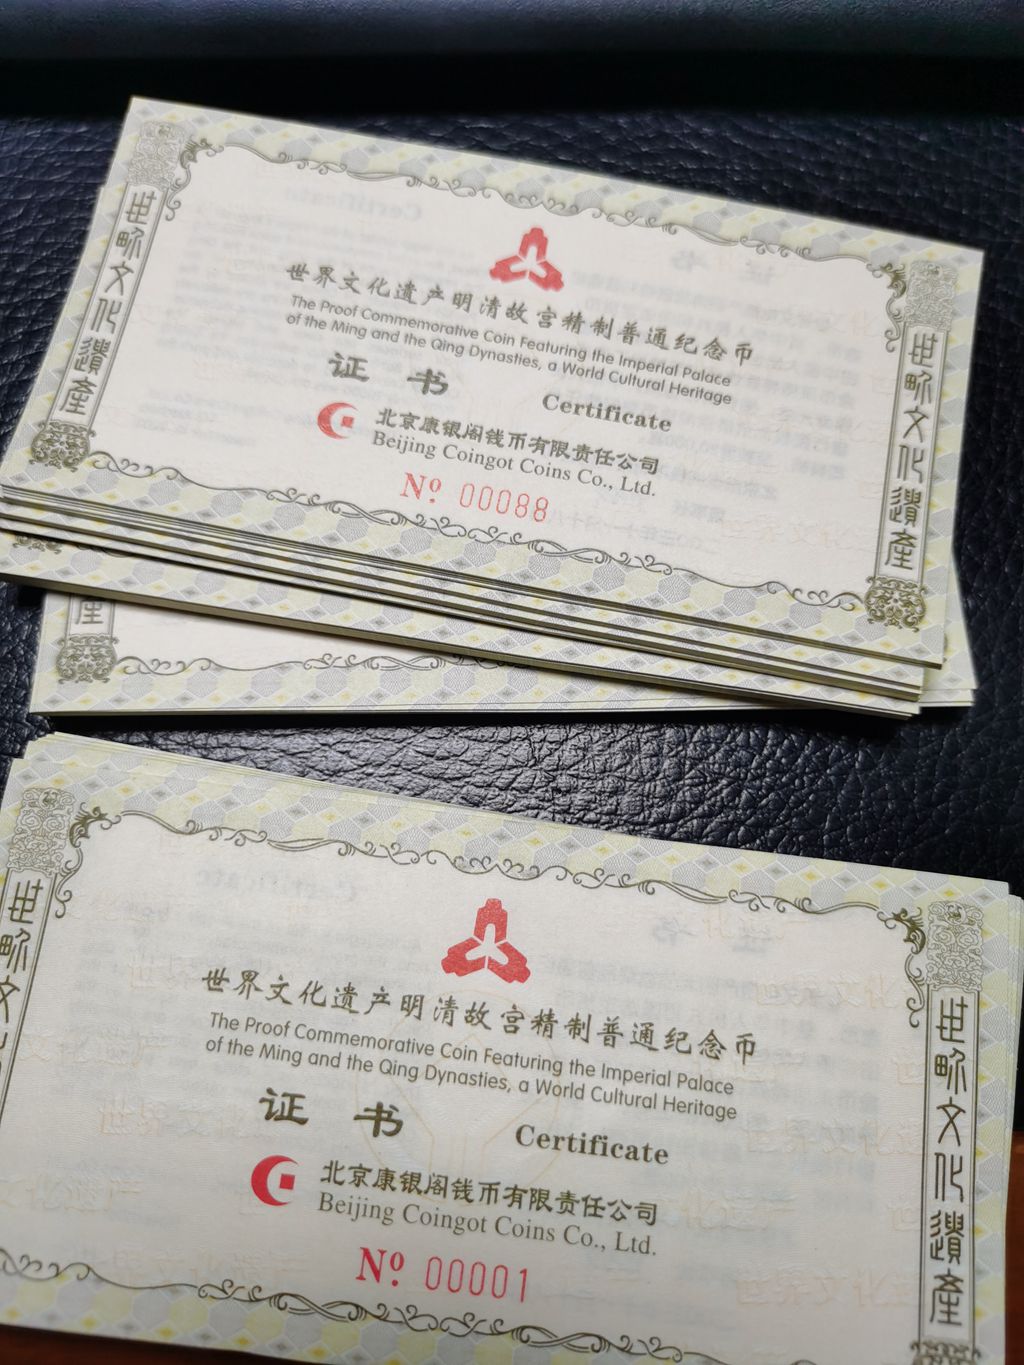 世界文化遺產
世界文化遗产明清故宫精制普通纪念币
The Proof Commemorative Coin Featuring the Imperial Palace
of the Ming and the Qing Dynasties, a World Cultural Heritage
证 书
Certificate
北京康银阁钱币有限责任公司
Beijing Coingot Coins Co., Ltd.
Nº 00088
世界文化遺產
產
世界文
世界文化遗产明清故宫精制普通纪念币
The Proof Commemorative Coin Featuring the Imperial Palace
of the Ming and the Qing Dynasties, a World Cultural Heritage
证 书
Certificate
北京康银阁钱币有限责任公司
Beijing Coingot Coins Co., Ltd.
Nº 00001
世界文化遺產